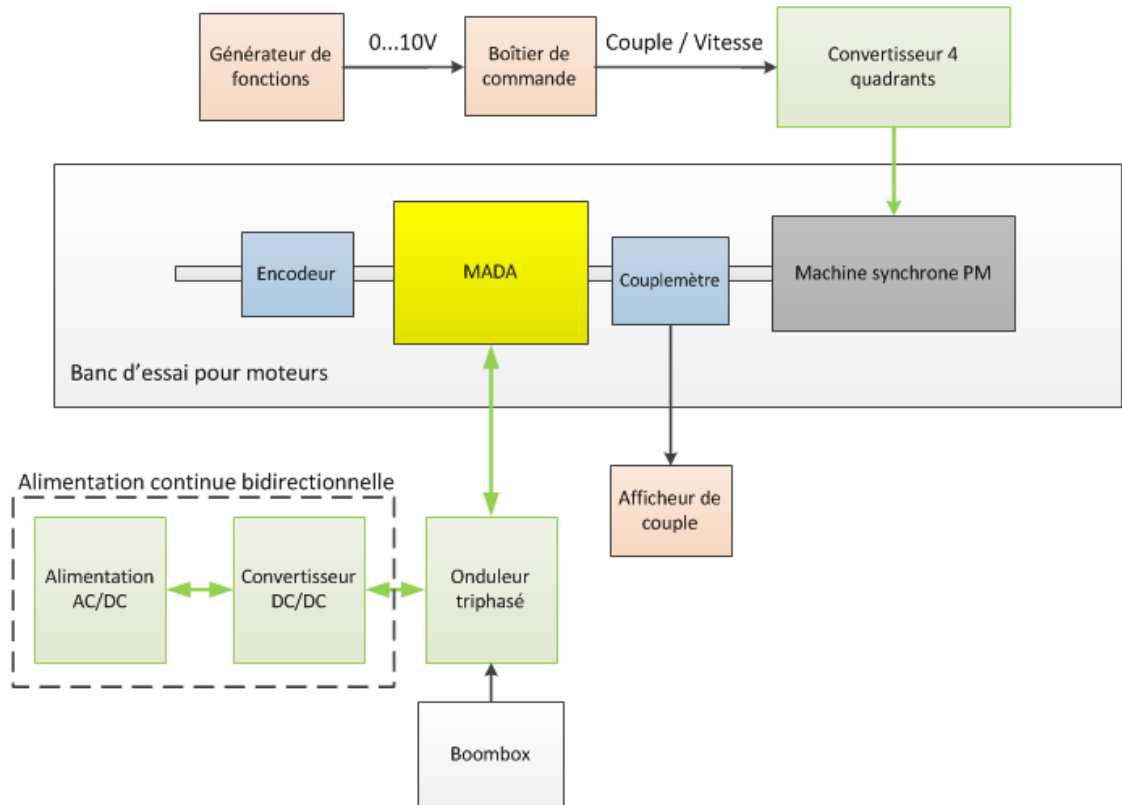 Générateur de
fonctions
0...10V
Boîtier de
commande
Couple / Vitesse
Convertisseur 4
quadrants
Encodeur
MADA
Couplemètre
Machine synchrone PM
Banc d'essai pour moteurs
Alimentation continue bidirectionnelle
Alimentation
AC/DC
Convertisseur
DC/DC
Onduleur
triphasé
Afficheur de
couple
Boombox